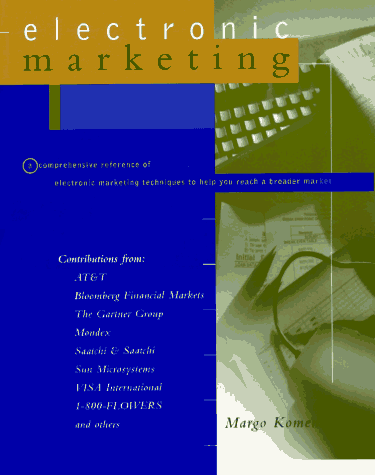 electronic
marketing
a comprehensive reference of
electronic marketing techniques to help you reach a broader market
Contributions from:
AT&T
Bloomberg Financial Markets
The Gartner Group
Mondex
Saatchi & Saatchi
Sun Microsystems
VISA International
1-800-FLOWERS
and others
Margo